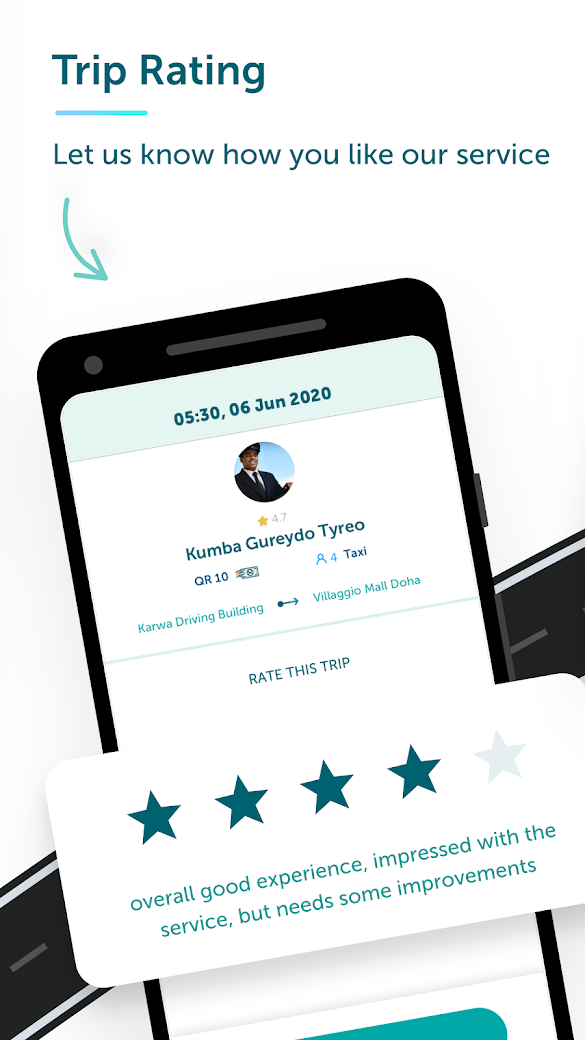 Trip Rating
Let us know how you like our service
05:30, 06 Jun 2020
4.7
Kumba Gureydo Tyreo
QR 10
4 Taxi
Karwa Driving Building
Villaggio Mall Doha
RATE THIS TRIP
overall good experience, impressed with the
service, but needs some improvements